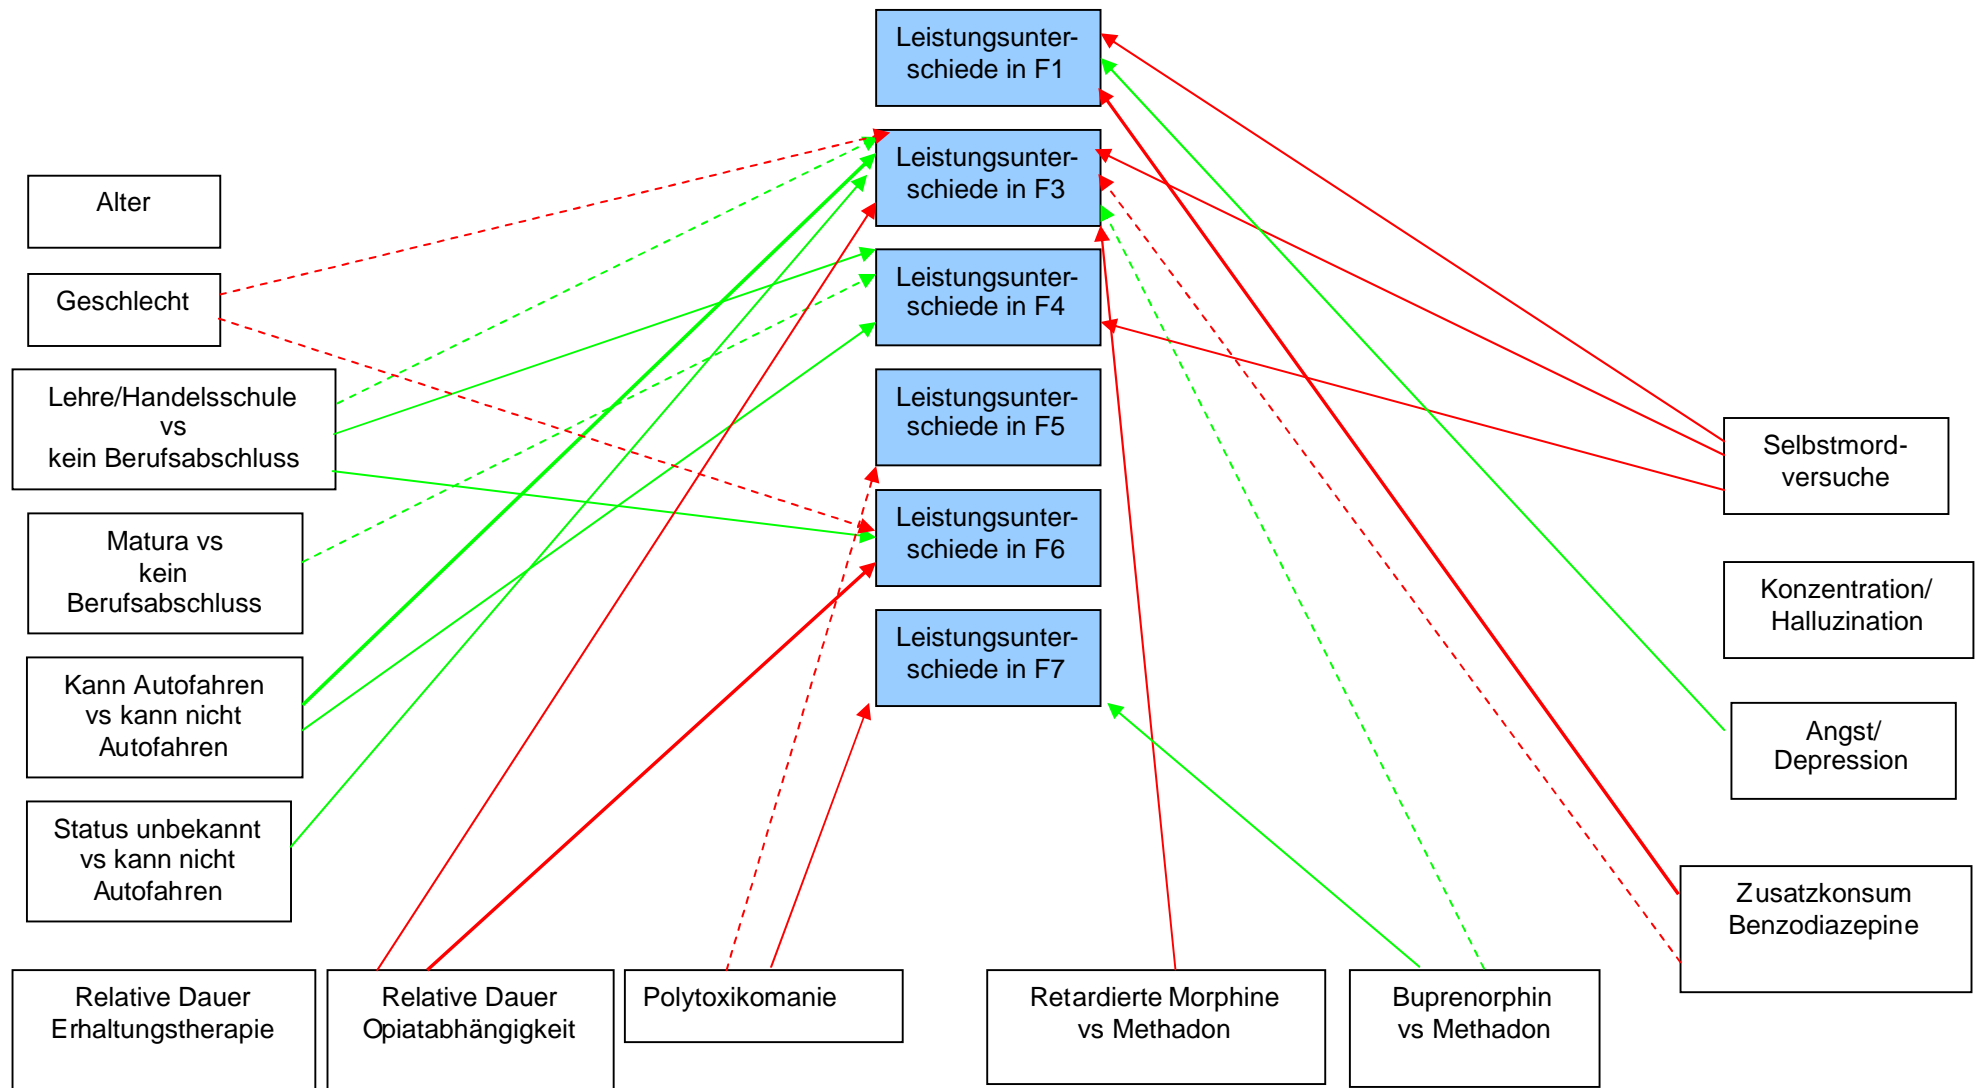 Leistungsunter-
schiede in F1
Leistungsunter-
schiede in F3
Leistungsunter-
schiede in F4
Leistungsunter-
schiede in F5
Leistungsunter-
schiede in F6
Leistungsunter-
schiede in F7
Alter
Geschlecht
Lehre/Handelsschule
vs
kein Berufsabschluss
Matura vs
kein
Berufsabschluss
Kann Autofahren
vs kann nicht
Autofahren
Status unbekannt
vs kann nicht
Autofahren
Selbstmord-
versuche
Konzentration/
Halluzination
Angst/
Depression
Zusatzkonsum
Benzodiazepine
Relative Dauer
Erhaltungstherapie
Relative Dauer
Opiatabhängigkeit
Polytoxikomanie
Retardierte Morphine
vs Methadon
Buprenorphin
vs Methadon